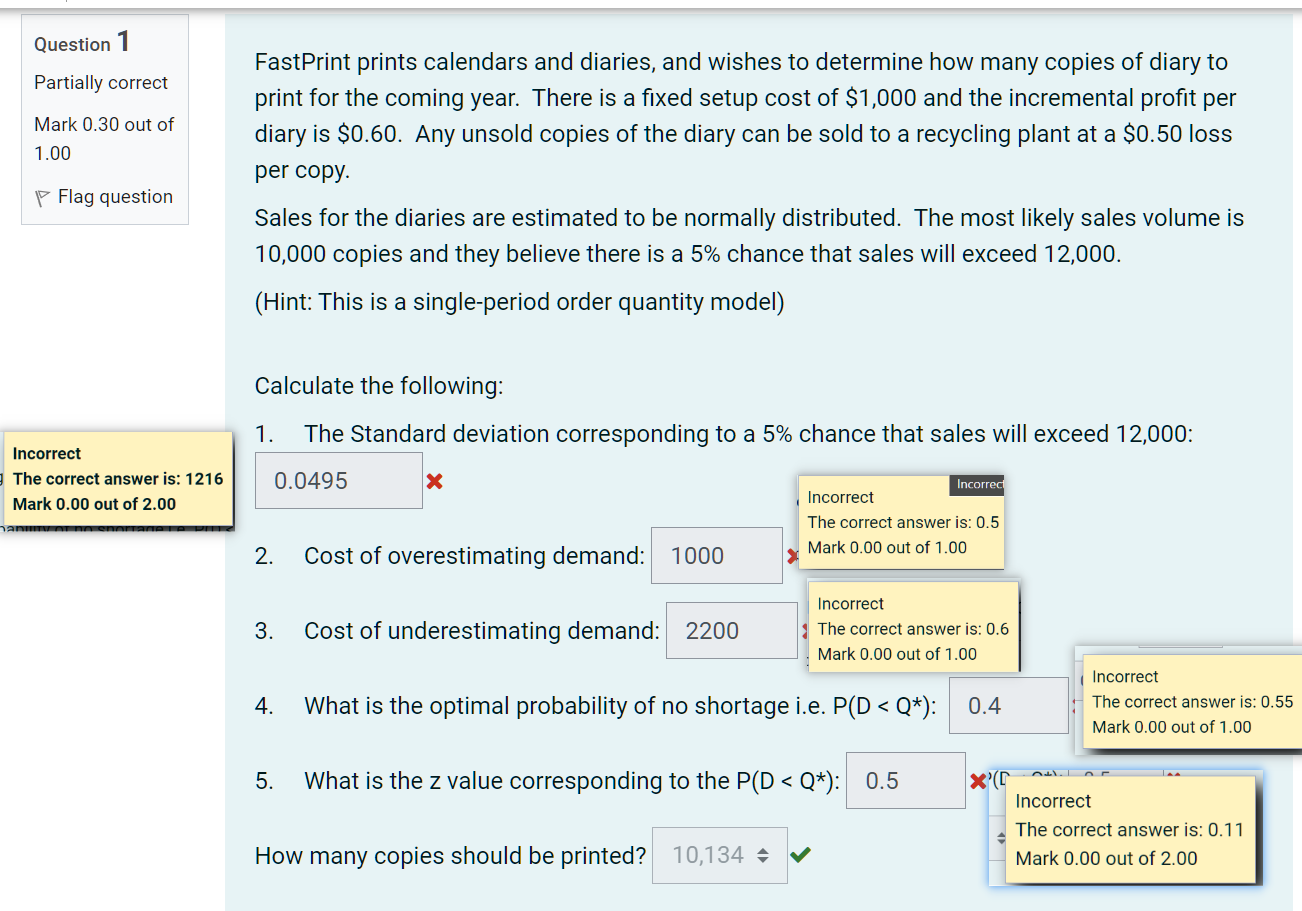 Question 1
Partially correct
Mark 0.30 out of
1.00
Flag question
FastPrint prints calendars and diaries, and wishes to determine how many copies of diary to
print for the coming year. There is a fixed setup cost of $1,000 and the incremental profit per
diary is $0.60. Any unsold copies of the diary can be sold to a recycling plant at a $0.50 loss
per copy.
Sales for the diaries are estimated to be normally distributed. The most likely sales volume is
10,000 copies and they believe there is a 5% chance that sales will exceed 12,000.
(Hint: This is a single-period order quantity model)
Calculate the following:
1. The Standard deviation corresponding to a 5% chance that sales will exceed 12,000:
Incorrect
The correct answer is: 1216
Mark 0.00 out of 2.00
0.0495
2. Cost of overestimating demand: 1000
Incorrect
Incorrect
The correct answer is: 0.5
Mark 0.00 out of 1.00
3. Cost of underestimating demand: 2200
Incorrect
The correct answer is: 0.6
Mark 0.00 out of 1.00
4. What is the optimal probability of no shortage i.e. P(D < Q*): 0.4
Incorrect
The correct answer is: 0.55
Mark 0.00 out of 1.00
5. What is the z value corresponding to the P(D < Q*): 0.5
Incorrect
The correct answer is: 0.11
Mark 0.00 out of 2.00
How many copies should be printed? 10,134